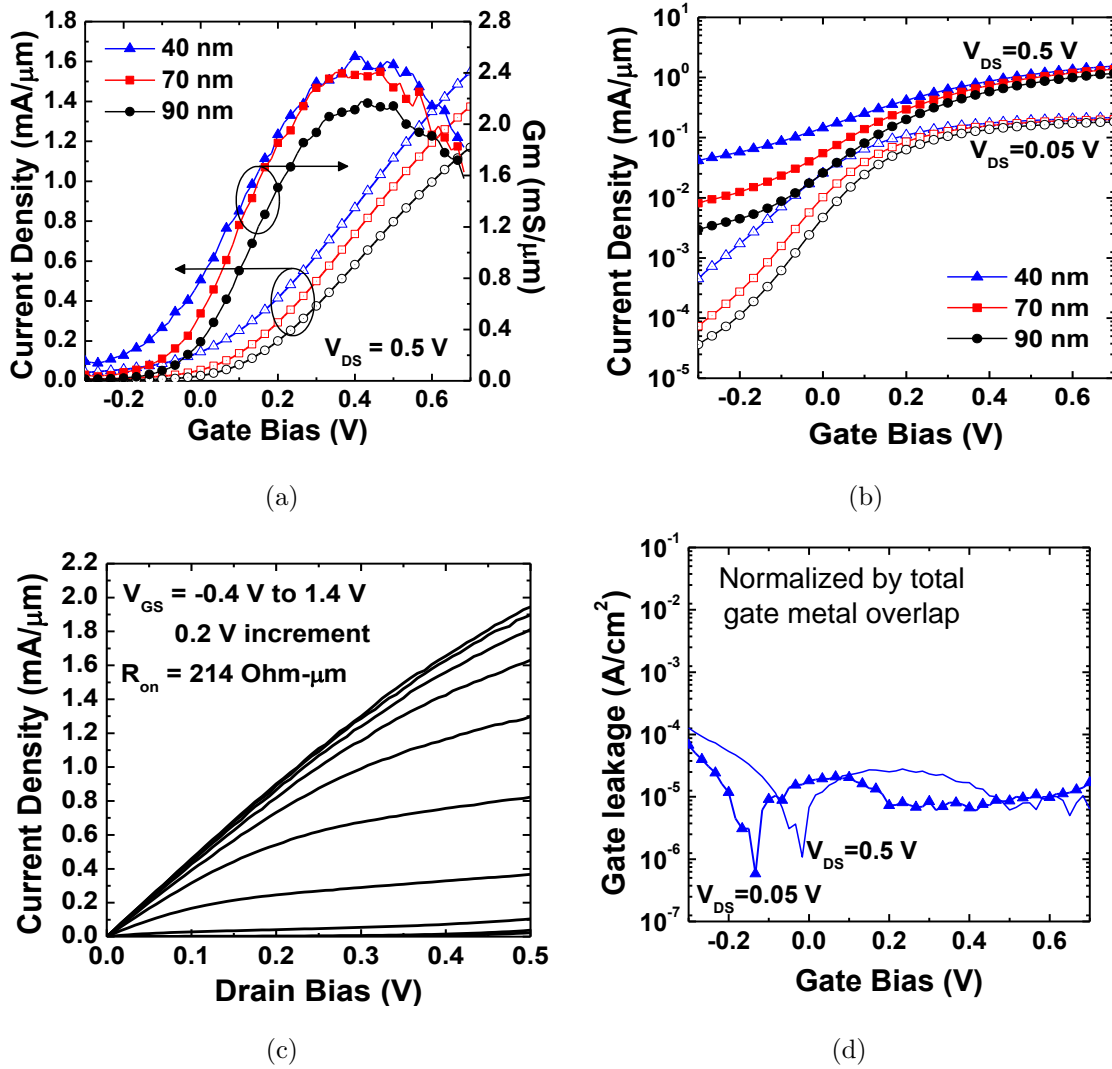 1.8
1.6
1.4
1.2
1.0
0.8
0.6
0.4
0.2
0.0
Current Density (mA/μm)
40 nm
70 nm
90 nm
V_DS = 0.5 V
2.8
2.4
2.0
1.6
1.2
0.8
0.4
0.0
Gm (mS/μm)
-0.2 0.0 0.2 0.4 0.6
Gate Bias (V)
(a)
10^2
10^1
10^0
10^-1
10^-2
10^-3
10^-4
10^-5
Current Density (mA/μm)
V_DS=0.5 V
V_DS=0.05 V
40 nm
70 nm
90 nm
-0.2 0.0 0.2 0.4 0.6
Gate Bias (V)
(b)
2.2
2.0
1.8
1.6
1.4
1.2
1.0
0.8
0.6
0.4
0.2
0.0
Current Density (mA/μm)
V_GS = -0.4 V to 1.4 V
0.2 V increment
R_on = 214 Ohm-μm
0.0 0.1 0.2 0.3 0.4 0.5
Drain Bias (V)
(c)
10^-1
10^-2
10^-3
10^-4
10^-5
10^-6
10^-7
Gate leakage (A/cm^2)
Normalized by total
gate metal overlap
V_DS=0.5 V
V_DS=0.05 V
-0.2 0.0 0.2 0.4 0.6
Gate Bias (V)
(d)